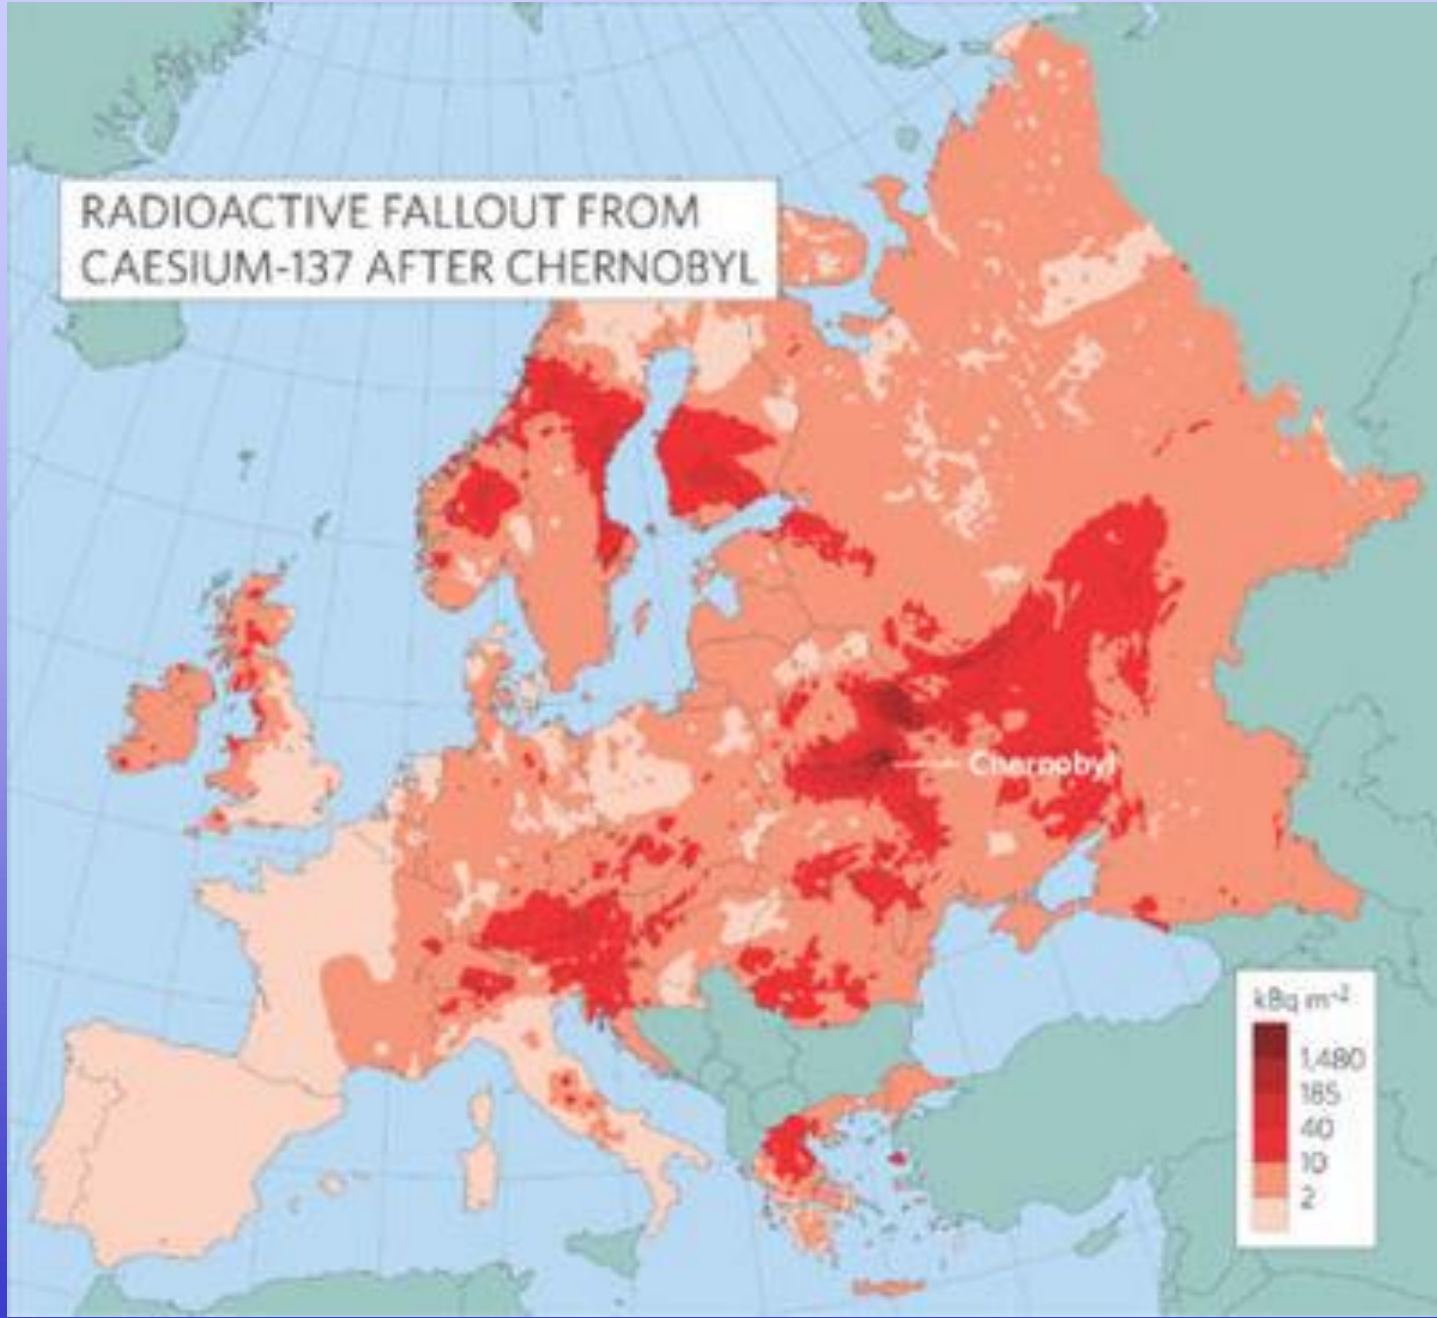 RADIOACTIVE FALLOUT FROM
CAESIUM-137 AFTER CHERNOBYL
Chernobyl
kBq m⁻²
1,480
185
40
10
2